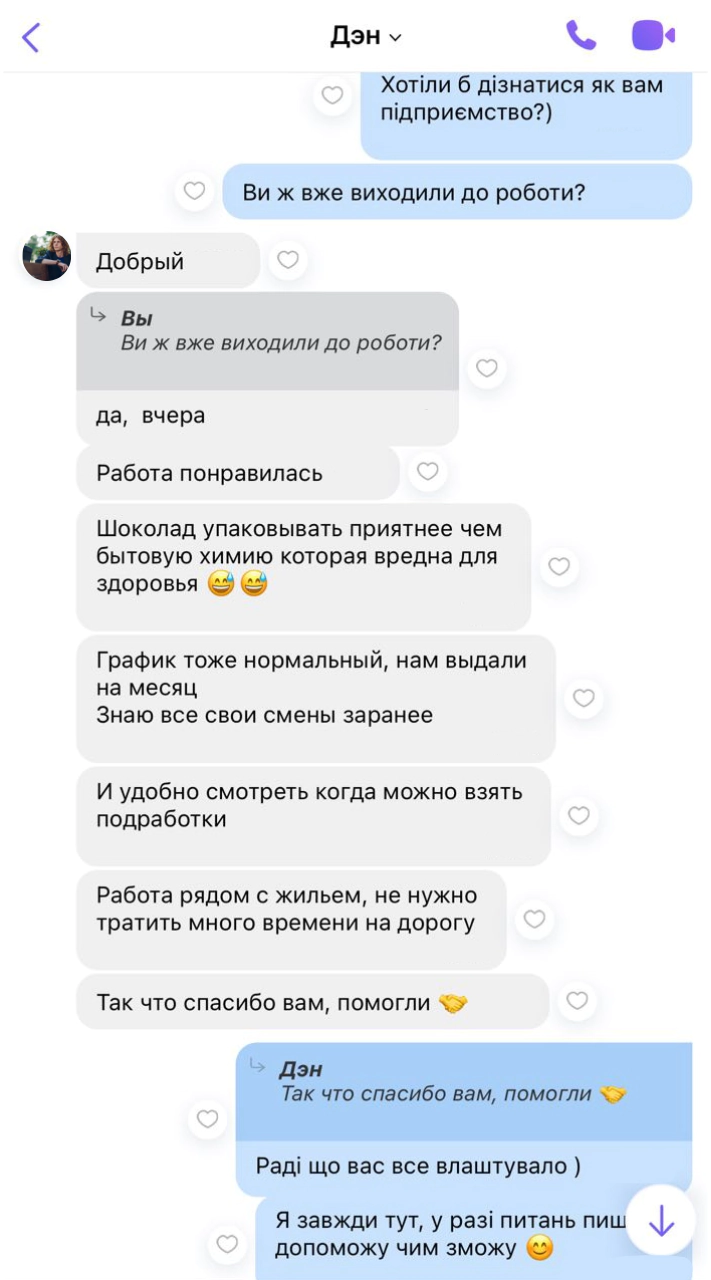 Дэн
Хотіли б дізнатися як вам
підприємство?)
Ви ж вже виходили до роботи?
Добрый
Вы
Ви ж вже виходили до роботи?
да, вчера
Работа понравилась
Шоколад упаковывать приятнее чем
бытовую химию которая вредна для
здоровья 😅😅
График тоже нормальный, нам выдали
на месяц
Знаю все свои смены заранее
И удобно смотреть когда можно взять
подработки
Работа рядом с жильем, не нужно
тратить много времени на дорогу
Так что спасибо вам, помогли 🤝
Дэн
Так что спасибо вам, помогли 🤝
Раді що вас все влаштувало )
Я завжди тут, у разі питань
допоможу чим зможу 😊